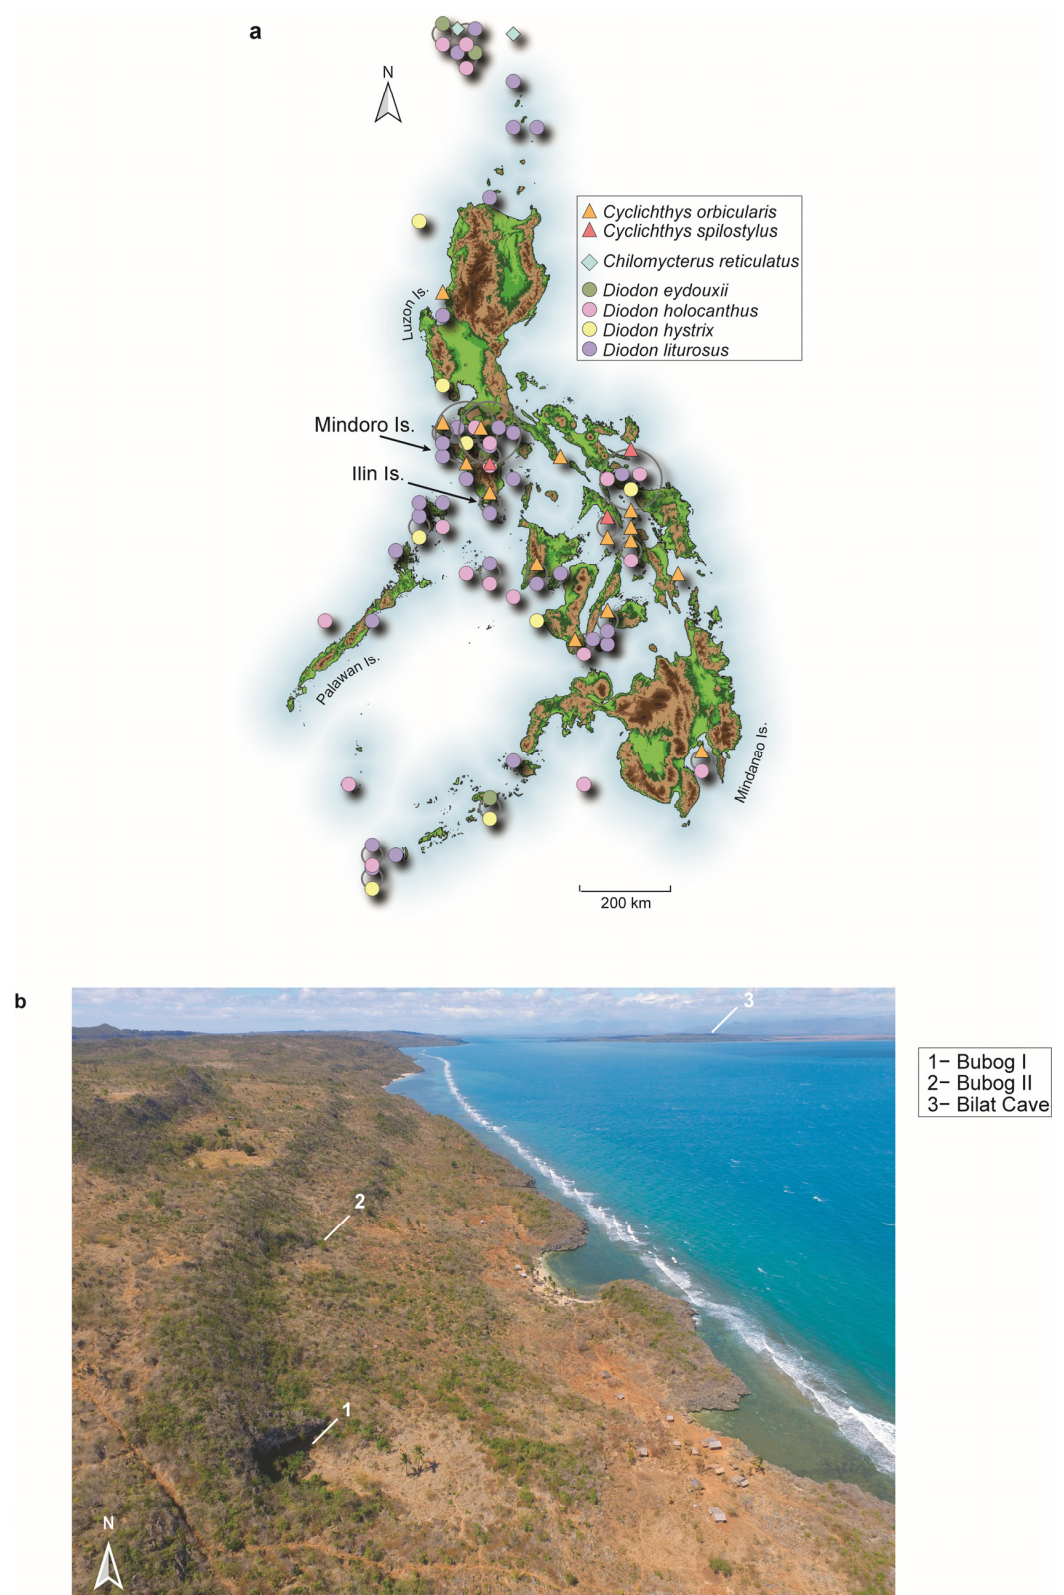 a
N
Cyclichthys orbicularis
Cyclichthys spilostylus
Chilomycterus reticulatus
Diodon eydouxii
Diodon holocanthus
Diodon hystrix
Diodon liturosus
Luzon Is.
Mindoro Is.
Ilin Is.
Palawan Is.
Mindanao Is.
200 km
b
3
1– Bubog I
2– Bubog II
3– Bilat Cave
2
1
N